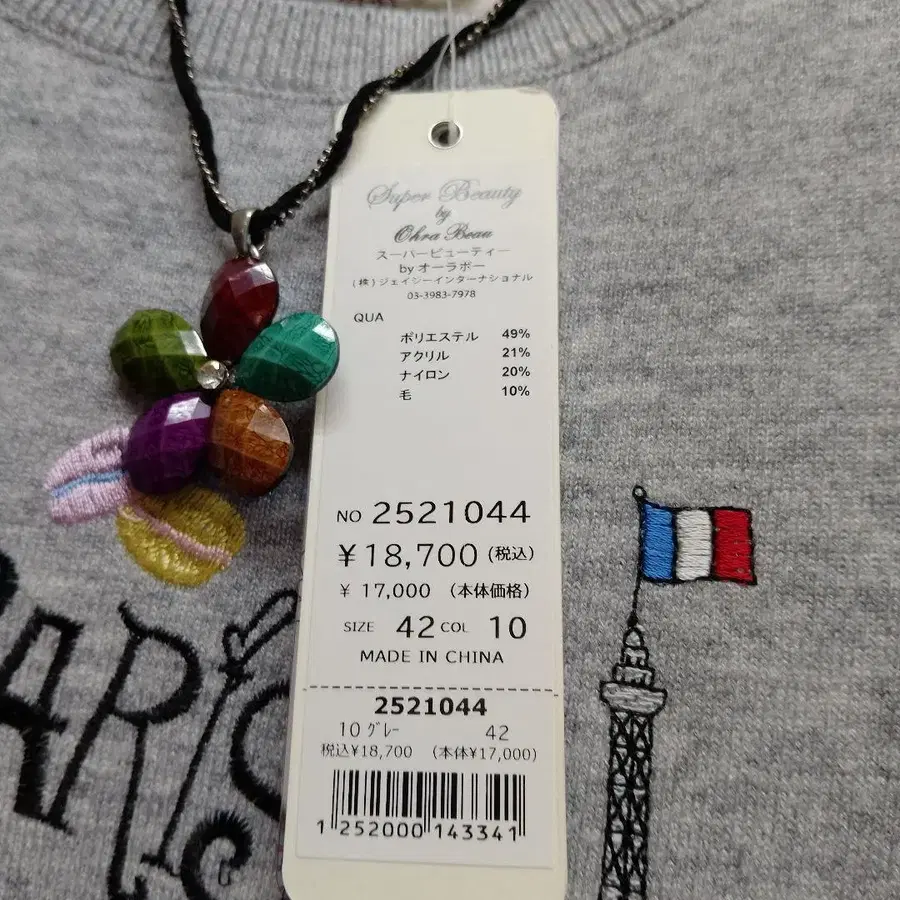 Super Beauty
by
Ohra Beau
スーパービューティー
by オーラボー
(株)ジェイシーインターナショナル
03-3983-7978
QUA
ポリエステル 49%
アクリル 21%
ナイロン 20%
毛 10%
NO 2521044
¥18,700 (税込)
¥ 17,000 (本体価格)
SIZE 42 COL 10
MADE IN CHINA
2521044
10 グレー 42
税込¥18,700 (本体¥17,000)
1 252000 143341
PARIS